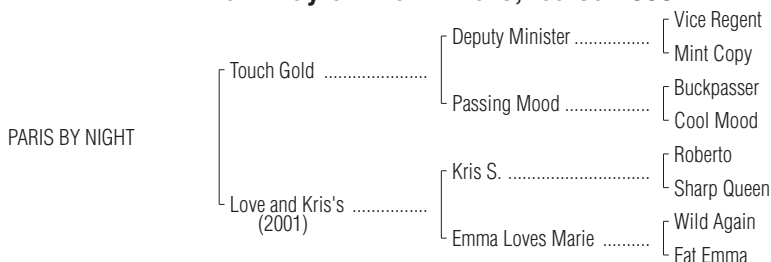 Vice Regent
Deputy Minister ................
Mint Copy
Touch Gold ......................
Buckpasser
Passing Mood ..................
Cool Mood
PARIS BY NIGHT
Roberto
Kris S. ..............................
Sharp Queen
Love and Kris's ................
(2001)
Wild Again
Emma Loves Marie ..........
Fat Emma